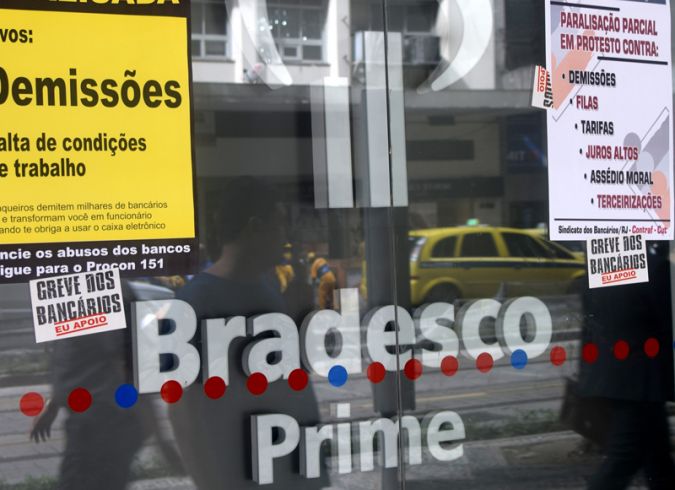 vos:
Demissões
alta de condições
e trabalho
nqueiros demitem milhares de bancários
e transformam você em funcionário
ando te obriga a usar o caixa eletrônico
ncie os abusos dos bancos
igue para o Procon 151
GREVE DOS
BANCÁRIOS
EU APOIO
PARALISAÇÃO PARCIAL
EM PROTESTO CONTRA:
• DEMISSÕES
• FILAS
• TARIFAS
• JUROS ALTOS
• ASSÉDIO MORAL
• TERCEIRIZAÇÕES
Sindicato dos Bancários/RJ - Contraf - Cut
GREVE DOS
BANCÁRIOS
EU APOIO
Bradesco
Prime